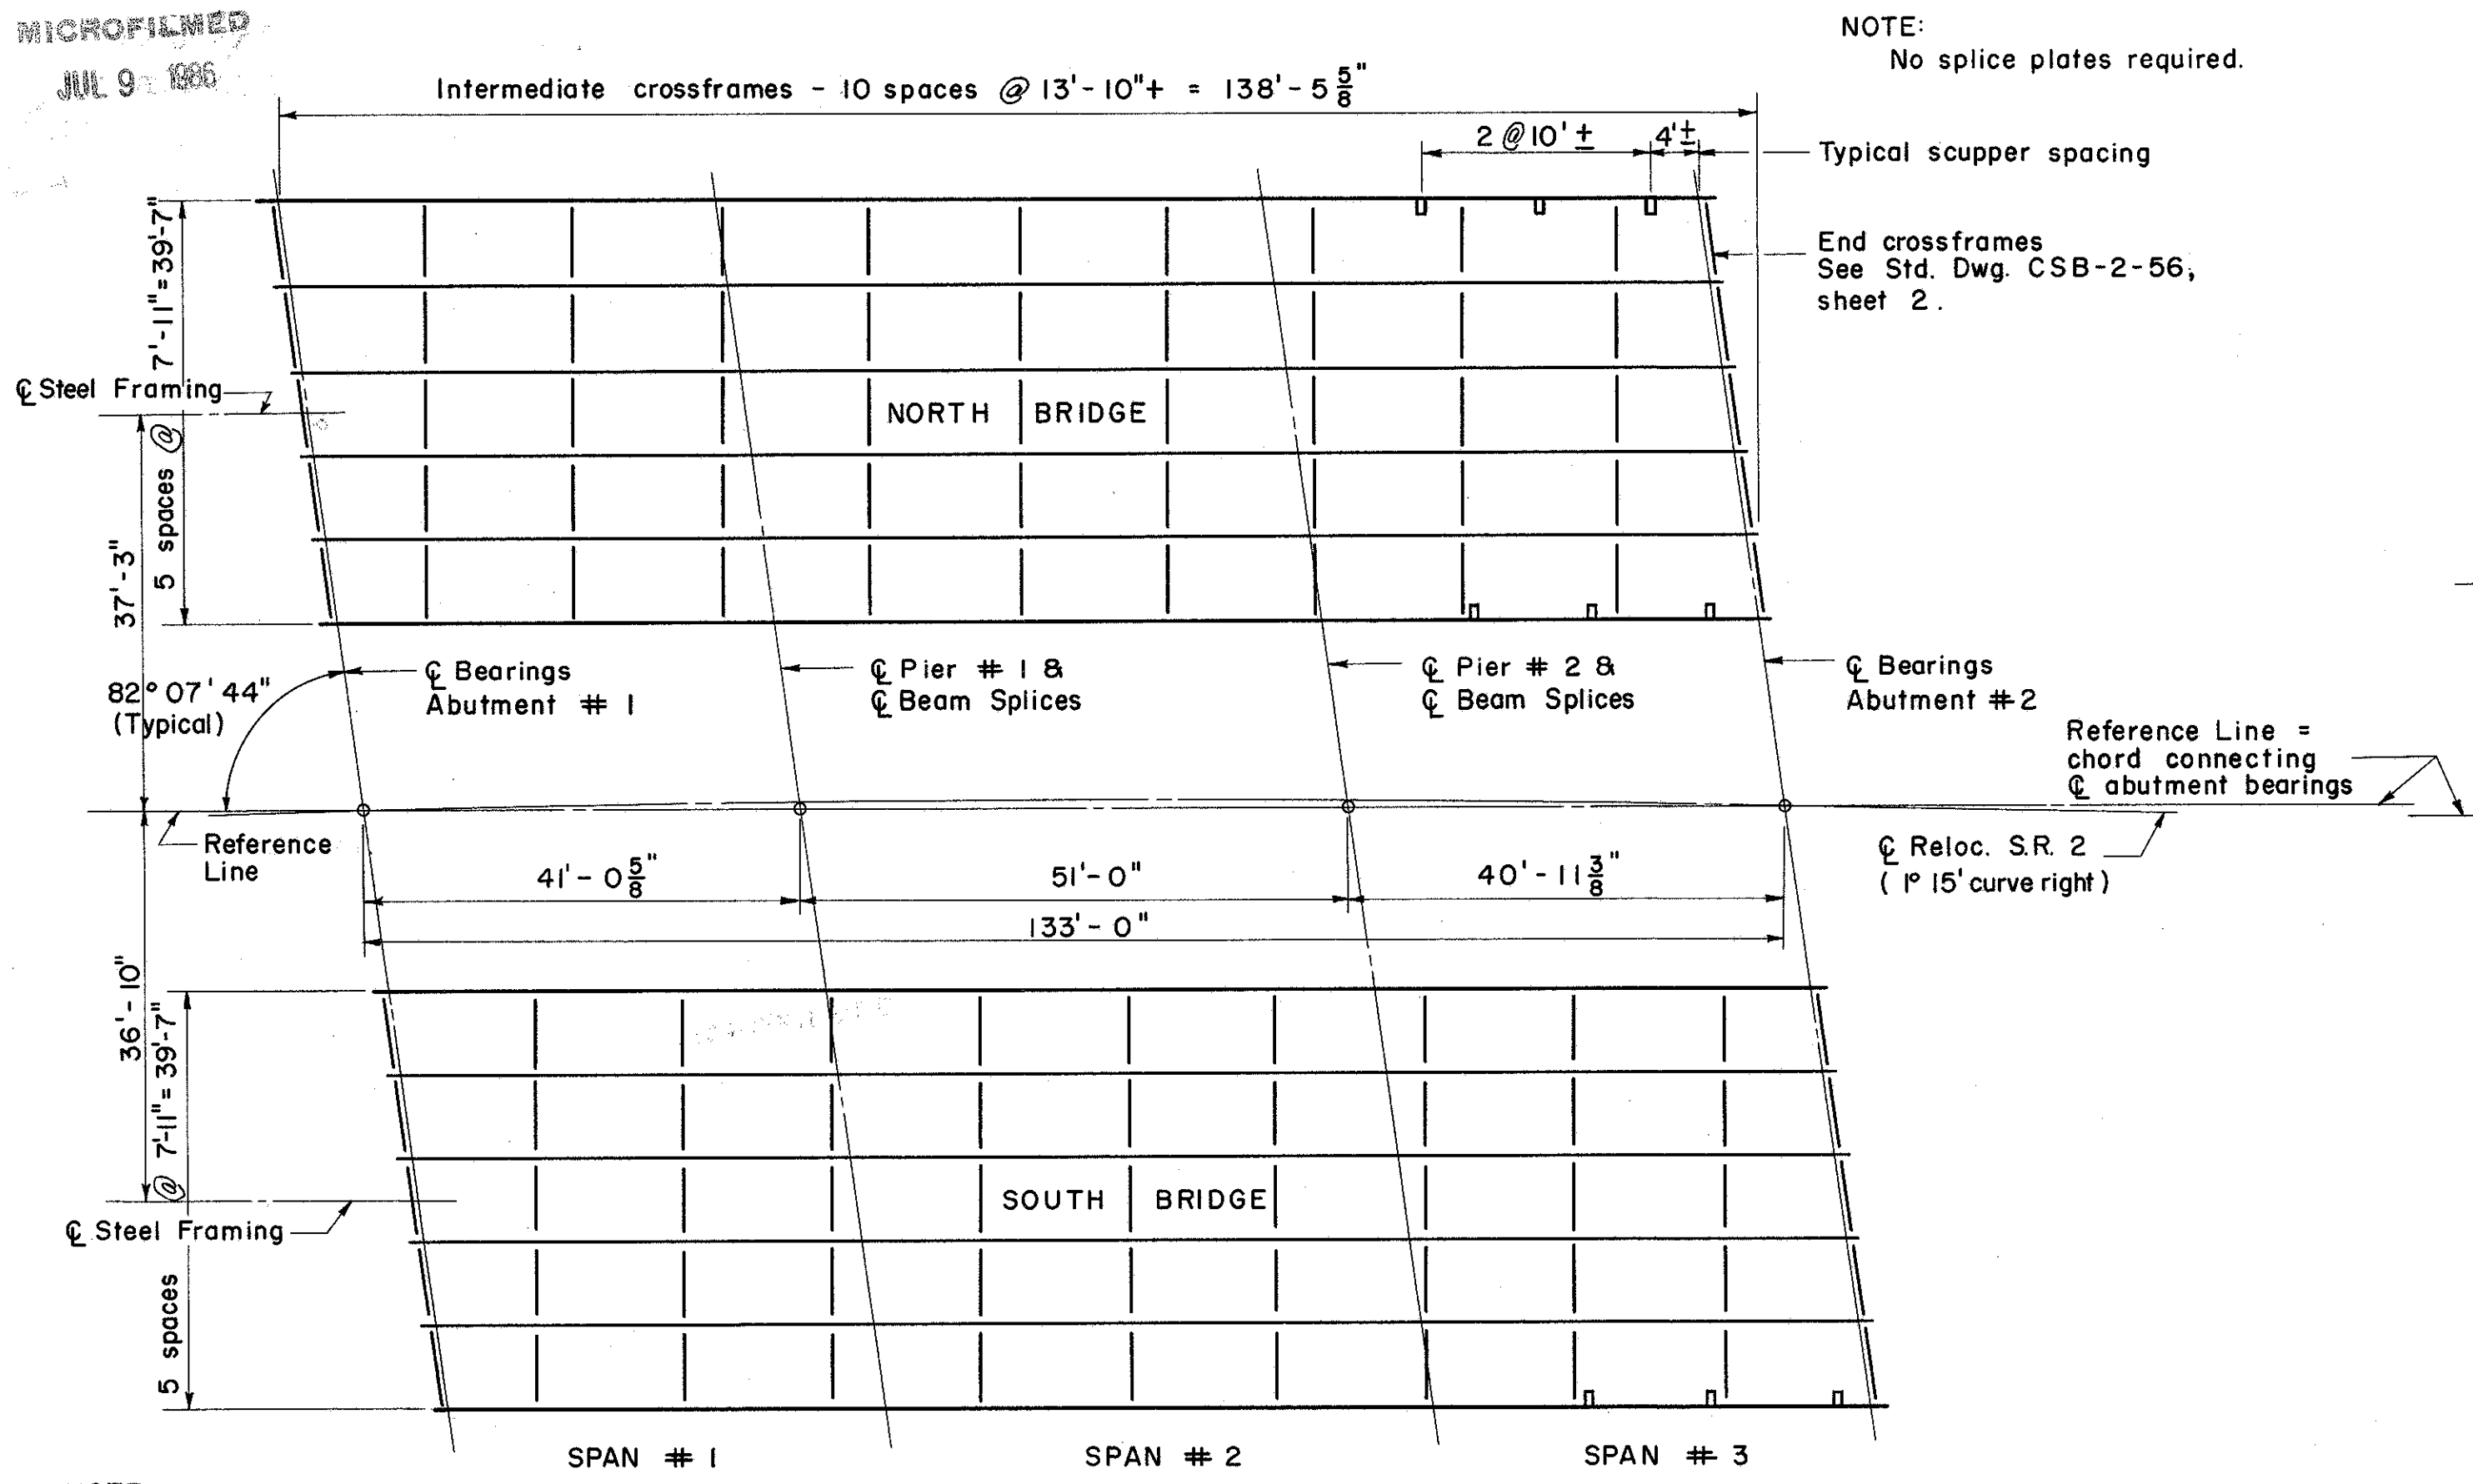 MICROFILMED
JUL 9 1986
NOTE:
No splice plates required.
Intermediate crossframes - 10 spaces @ 13'-10"+ = 138'-5 5/8"
2 @ 10' ±
4'±
Typical scupper spacing
End crossframes
See Std. Dwg. CSB-2-56,
sheet 2.
5 spaces @ 7'-11" = 39'-7"
℄ Steel Framing
37'-3"
NORTH BRIDGE
82° 07' 44"
(Typical)
℄ Bearings
Abutment # 1
℄ Pier # 1 &
℄ Beam Splices
℄ Pier # 2 &
℄ Beam Splices
℄ Bearings
Abutment # 2
Reference Line =
chord connecting
℄ abutment bearings
Reference
Line
℄ Reloc. S.R. 2
( 1° 15' curve right )
41'- 0 5/8"
51'- 0"
40'- 11 3/8"
133'- 0"
36'-10"
5 spaces @ 7'-11" = 39'-7"
SOUTH BRIDGE
℄ Steel Framing
SPAN # 1
SPAN # 2
SPAN # 3